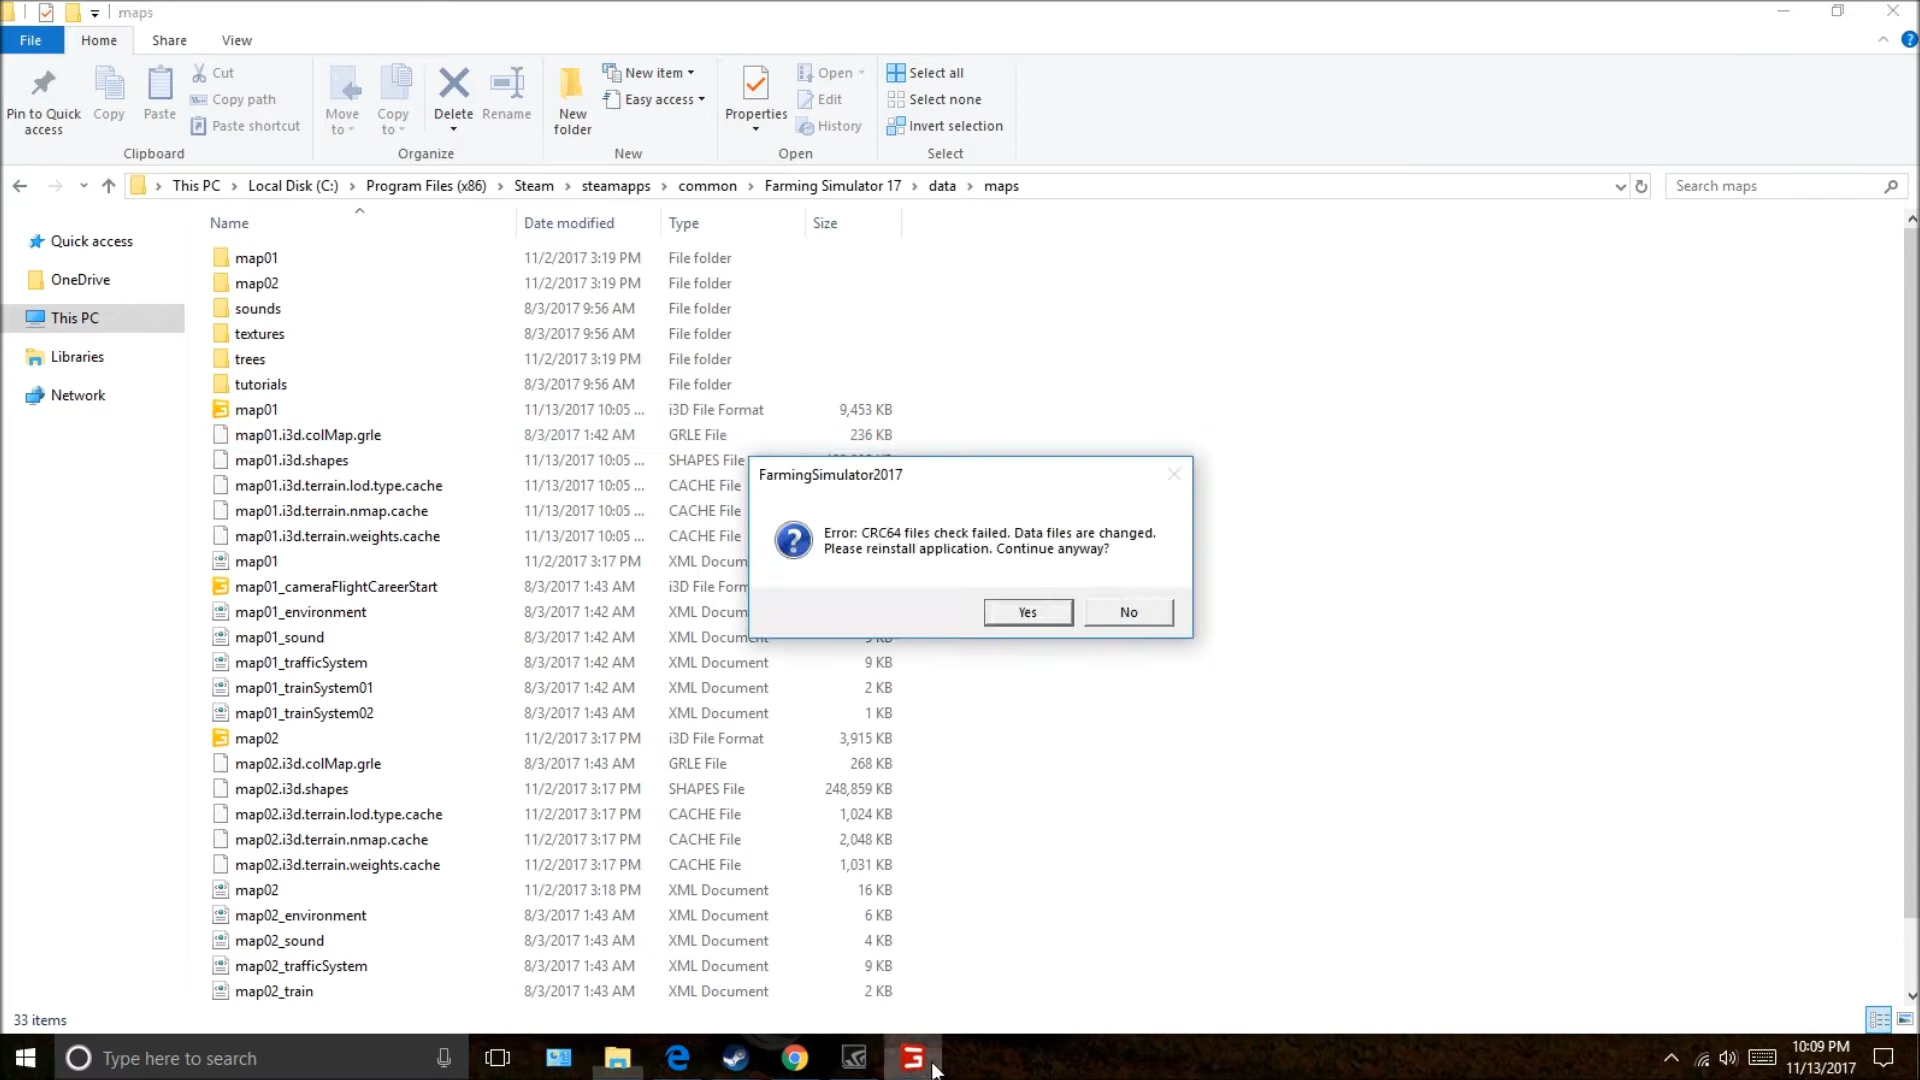 maps
File
Home
Share
View
Pin to Quick access
Copy
Paste
Cut
Copy path
Paste shortcut
Clipboard
Move to
Copy to
Delete
Rename
Organize
New folder
New item
Easy access
New
Properties
Open
Edit
History
Open
Select all
Select none
Invert selection
Select
This PC
Local Disk (C:)
Program Files (x86)
Steam
steamapps
common
Farming Simulator 17
data
maps
Search maps
Quick access
OneDrive
This PC
Libraries
Network
Name Date modified Type Size
map01 11/2/2017 3:19 PM File folder
map02 11/2/2017 3:19 PM File folder
sounds 8/3/2017 9:56 AM File folder
textures 8/3/2017 9:56 AM File folder
trees 11/2/2017 3:19 PM File folder
tutorials 8/3/2017 9:56 AM File folder
map01 11/13/2017 10:05 ... i3D File Format 9,453 KB
map01.i3d.colMap.grle 8/3/2017 1:42 AM GRLE File 236 KB
map01.i3d.shapes 11/13/2017 10:05 ... SHAPES File
map01.i3d.terrain.lod.type.cache 11/13/2017 10:05 ... CACHE File
map01.i3d.terrain.nmap.cache 11/13/2017 10:05 ... CACHE File
map01.i3d.terrain.weights.cache 11/13/2017 10:05 ... CACHE File
map01 11/2/2017 3:17 PM XML Docum
map01_cameraFlightCareerStart 8/3/2017 1:43 AM i3D File Form
map01_environment 8/3/2017 1:42 AM XML Docum
map01_sound 8/3/2017 1:42 AM XML Document
map01_trafficSystem 8/3/2017 1:42 AM XML Document 9 KB
map01_trainSystem01 8/3/2017 1:42 AM XML Document 2 KB
map01_trainSystem02 8/3/2017 1:43 AM XML Document 1 KB
map02 11/2/2017 3:17 PM i3D File Format 3,915 KB
map02.i3d.colMap.grle 8/3/2017 1:43 AM GRLE File 268 KB
map02.i3d.shapes 11/2/2017 3:17 PM SHAPES File 248,859 KB
map02.i3d.terrain.lod.type.cache 11/2/2017 3:17 PM CACHE File 1,024 KB
map02.i3d.terrain.nmap.cache 11/2/2017 3:17 PM CACHE File 2,048 KB
map02.i3d.terrain.weights.cache 11/2/2017 3:17 PM CACHE File 1,031 KB
map02 11/2/2017 3:18 PM XML Document 16 KB
map02_environment 8/3/2017 1:43 AM XML Document 6 KB
map02_sound 8/3/2017 1:43 AM XML Document 4 KB
map02_trafficSystem 8/3/2017 1:43 AM XML Document 9 KB
map02_train 8/3/2017 1:43 AM XML Document 2 KB
FarmingSimulator2017
Error: CRC64 files check failed. Data files are changed.
Please reinstall application. Continue anyway?
Yes
No
33 items
Type here to search
10:09 PM
11/13/2017